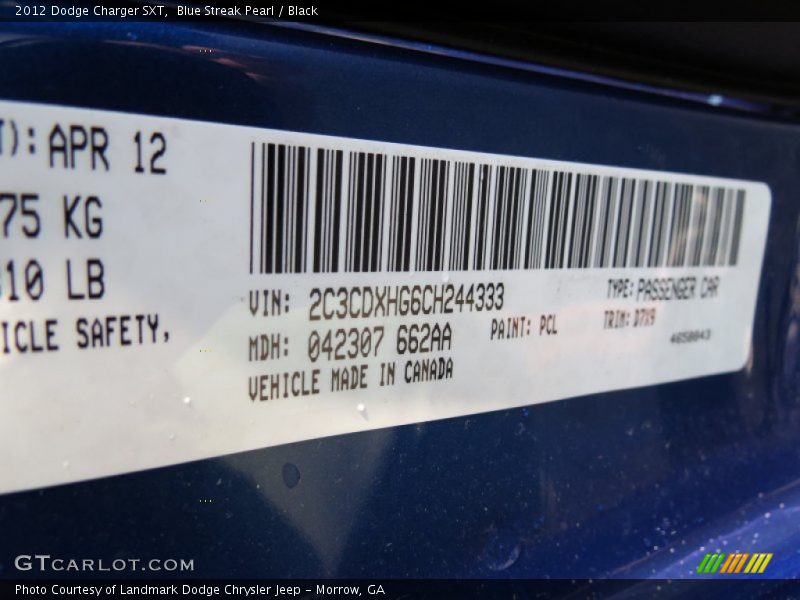 2012 Dodge Charger SXT, Blue Streak Pearl / Black
T): APR 12
75 KG
10 LB
ICLE SAFETY,
VIN: 2C3CDXHG6CH244333
TYPE: PASSENGER CAR
MDH: 042307 662AA
PAINT: PCL
TRIM: D7X9
VEHICLE MADE IN CANADA
GTCARLOT.COM
Photo Courtesy of Landmark Dodge Chrysler Jeep - Morrow, GA